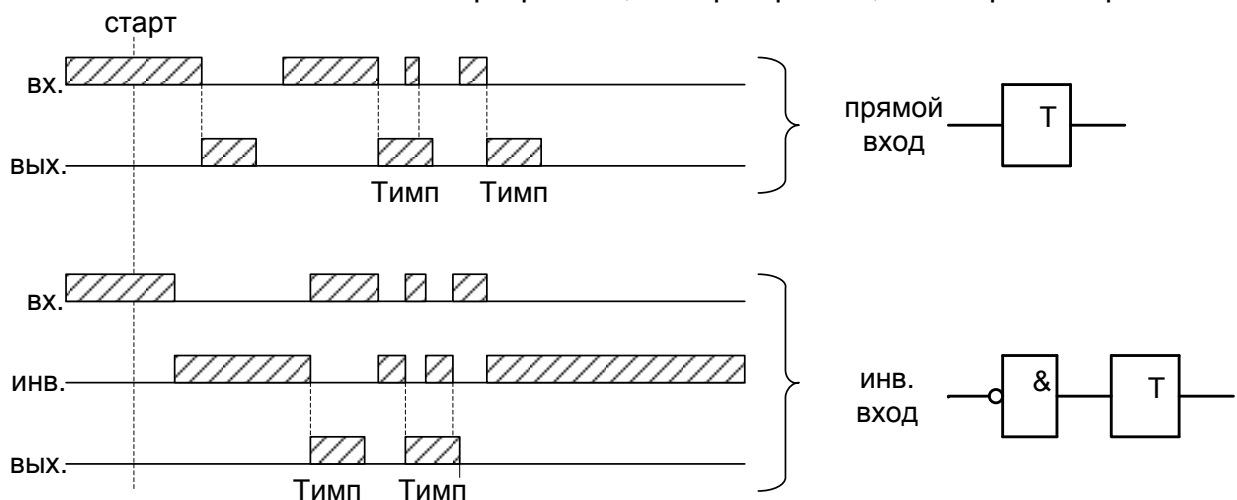 старт
вх.
вых.
Тимп
Тимп
прямой
вход
T
вх.
инв.
вых.
Тимп
Тимп
инв.
вход
&
T